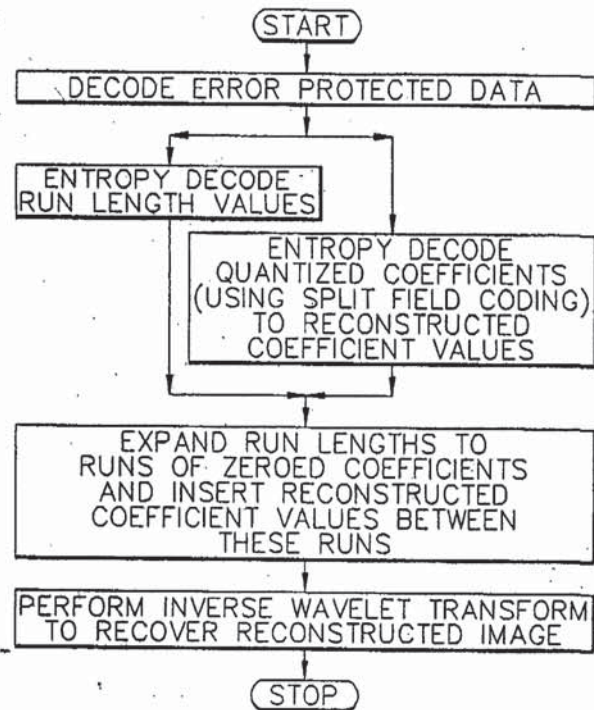 START
DECODE ERROR PROTECTED DATA
ENTROPY DECODE
RUN LENGTH VALUES
ENTROPY DECODE
QUANTIZED COEFFICIENTS
(USING SPLIT FIELD CODING)
TO RECONSTRUCTED
COEFFICIENT VALUES
EXPAND RUN LENGTHS TO
RUNS OF ZEROED COEFFICIENTS
AND INSERT RECONSTRUCTED
COEFFICIENT VALUES BETWEEN
THESE RUNS
PERFORM INVERSE WAVELET TRANSFORM
TO RECOVER RECONSTRUCTED IMAGE
STOP